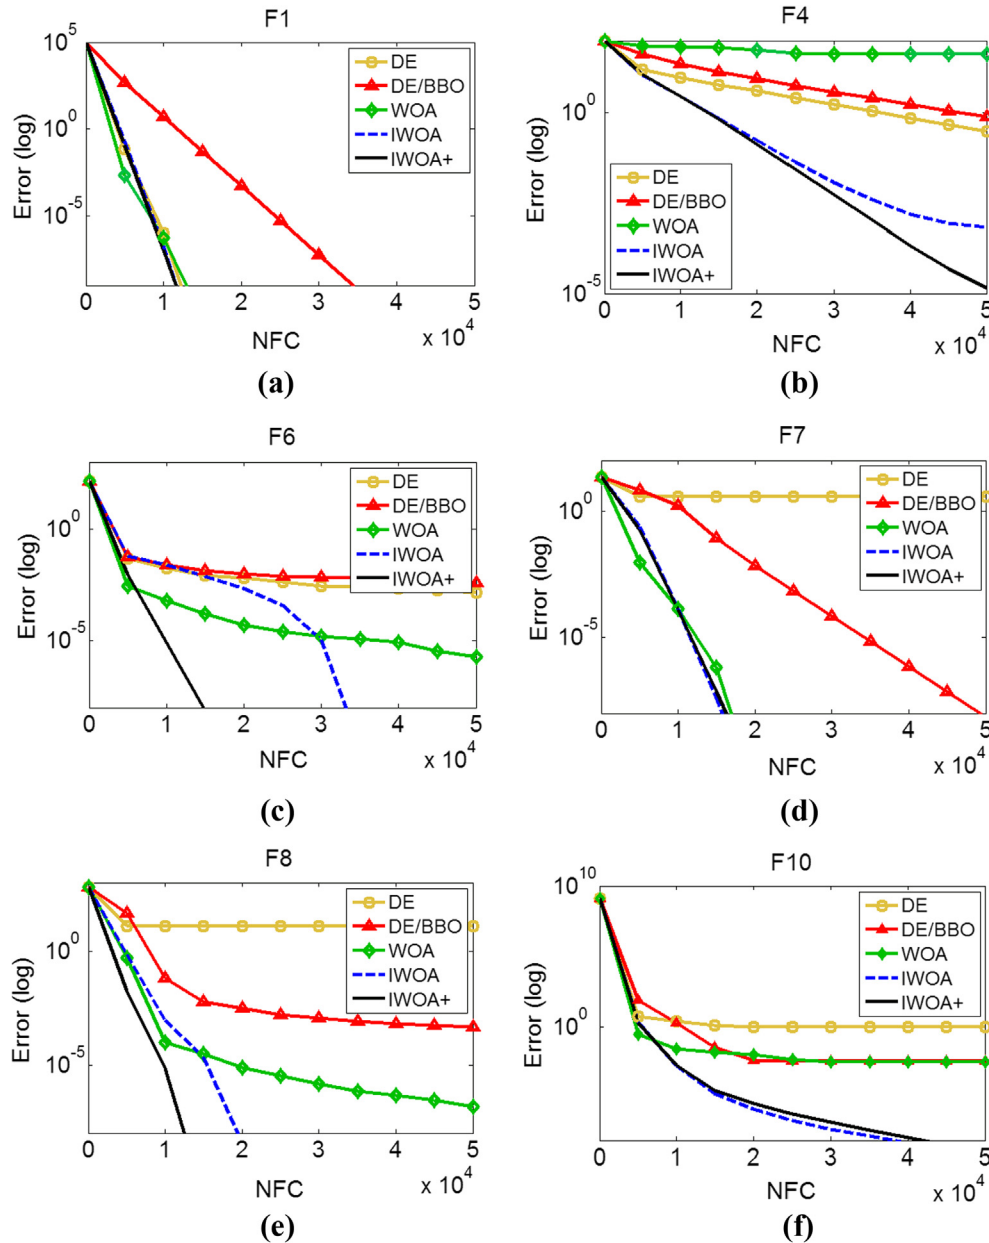 F1
10^5
10^0
10^-5
Error (log)
DE
DE/BBO
WOA
IWOA
IWOA+
0 1 2 3 4 5
NFC
x 10^4
(a)
F4
10^0
10^-5
Error (log)
DE
DE/BBO
WOA
IWOA
IWOA+
0 1 2 3 4 5
NFC
x 10^4
(b)
F6
10^0
10^-5
Error (log)
DE
DE/BBO
WOA
IWOA
IWOA+
0 1 2 3 4 5
NFC
x 10^4
(c)
F7
10^0
10^-5
Error (log)
DE
DE/BBO
WOA
IWOA
IWOA+
0 1 2 3 4 5
NFC
x 10^4
(d)
F8
10^0
10^-5
Error (log)
DE
DE/BBO
WOA
IWOA
IWOA+
0 1 2 3 4 5
NFC
x 10^4
(e)
F10
10^10
10^0
Error (log)
DE
DE/BBO
WOA
IWOA
IWOA+
0 1 2 3 4 5
NFC
x 10^4
(f)